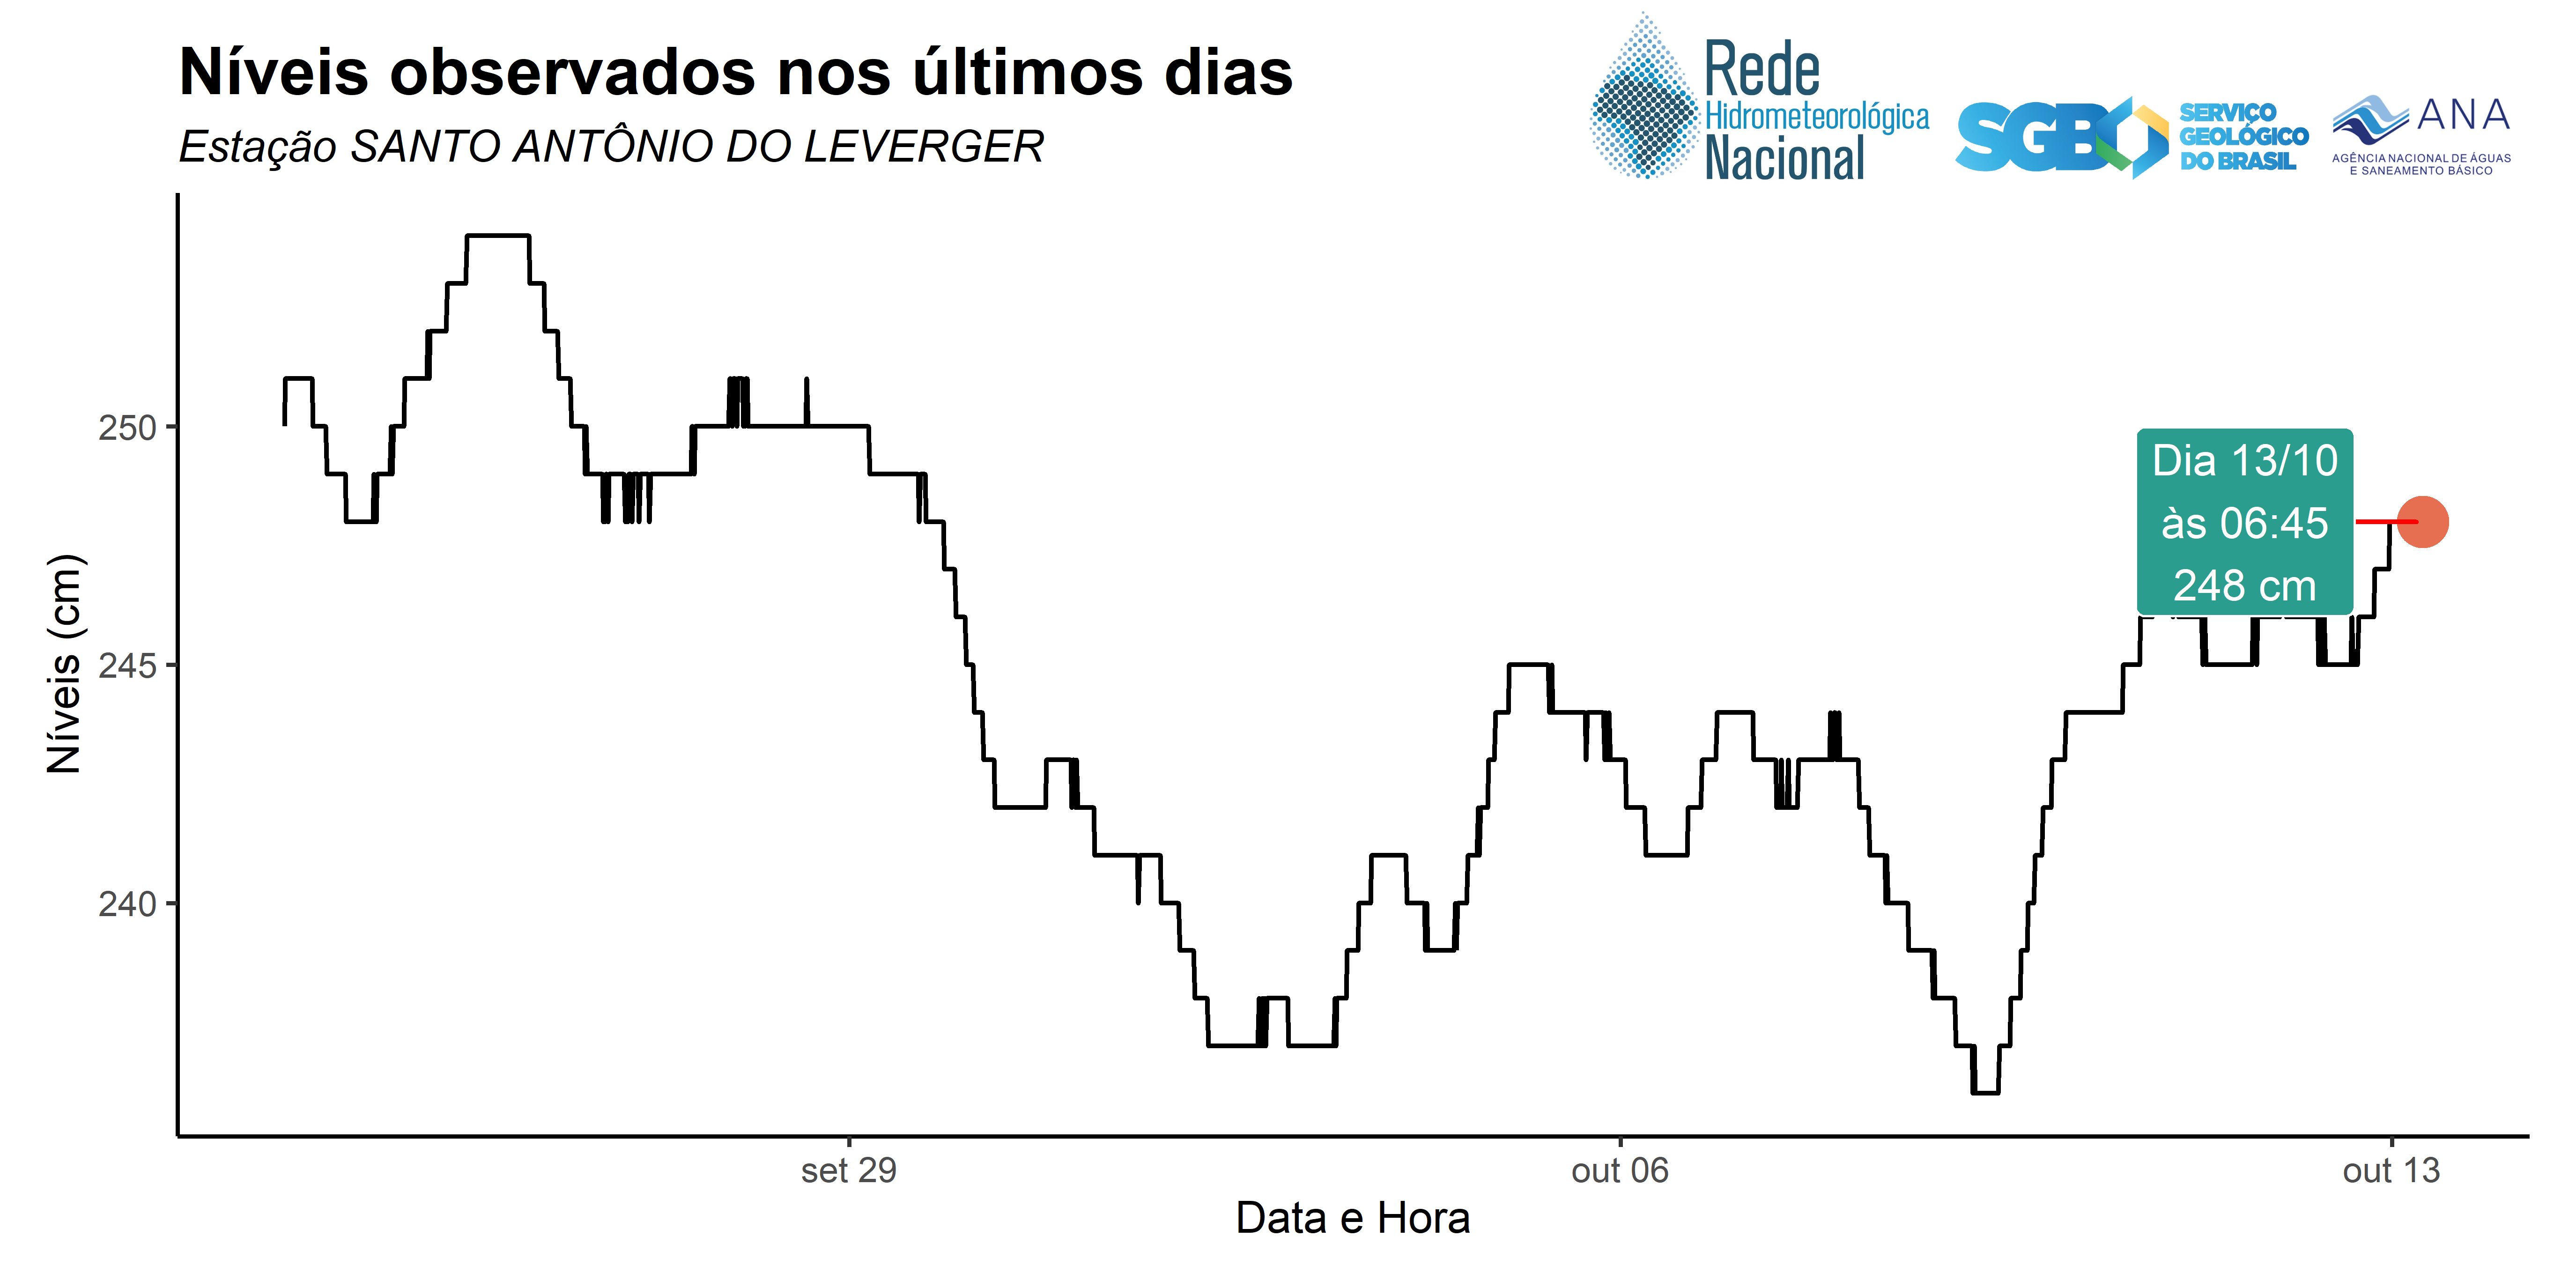 Níveis observados nos últimos dias
Estação SANTO ANTÔNIO DO LEVERGER
Rede
Hidrometeorológica
Nacional
SGB
SERVIÇO
GEOLÓGICO
DO BRASIL
ANA
AGÊNCIA NACIONAL DE ÁGUAS
E SANEAMENTO BÁSICO
Níveis (cm)
250
245
240
Dia 13/10
às 06:45
248 cm
set 29
out 06
out 13
Data e Hora